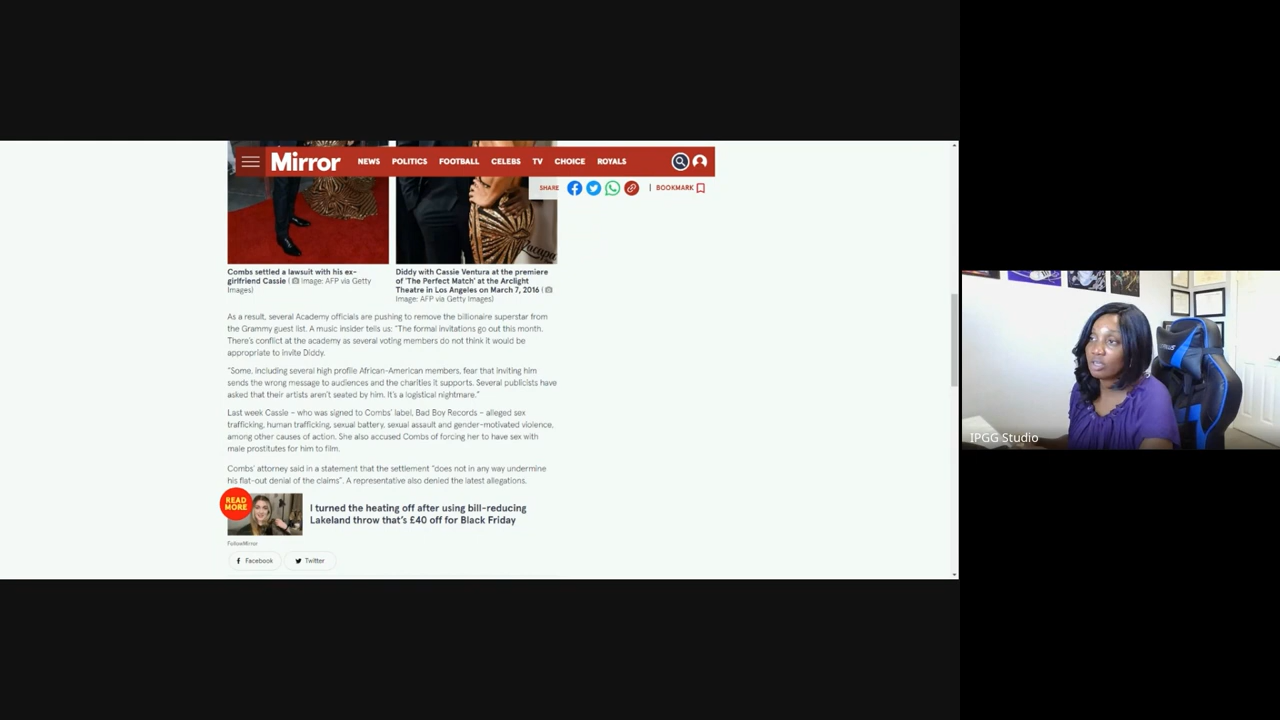 Mirror NEWS POLITICS FOOTBALL CELEBS TV CHOICE ROYALS
SHARE | BOOKMARK
Combs settled a lawsuit with his ex-
girlfriend Cassie ( Image: AFP via Getty
Images)
Diddy with Cassie Ventura at the premiere
of 'The Perfect Match' at the Arclight
Theatre in Los Angeles on March 7, 2016 (
Image: AFP via Getty Images)
As a result, several Academy officials are pushing to remove the billionaire superstar from
the Grammy guest list. A music insider tells us: "The formal invitations go out this month.
There's conflict at the academy as several voting members do not think it would be
appropriate to invite Diddy.
"Some, including several high profile African-American members, fear that inviting him
sends the wrong message to audiences and the charities it supports. Several publicists have
asked that their artists aren't seated by him. It's a logistical nightmare."
Last week Cassie – who was signed to Combs' label, Bad Boy Records – alleged sex
trafficking, human trafficking, sexual battery, sexual assault and gender-motivated violence,
among other causes of action. She also accused Combs of forcing her to have sex with
male prostitutes for him to film.
Combs' attorney said in a statement that the settlement "does not in any way undermine
his flat-out denial of the claims". A representative also denied the latest allegations.
READ
MORE
I turned the heating off after using bill-reducing
Lakeland throw that's £40 off for Black Friday
FollowMirror
Facebook Twitter
IPGG Studio